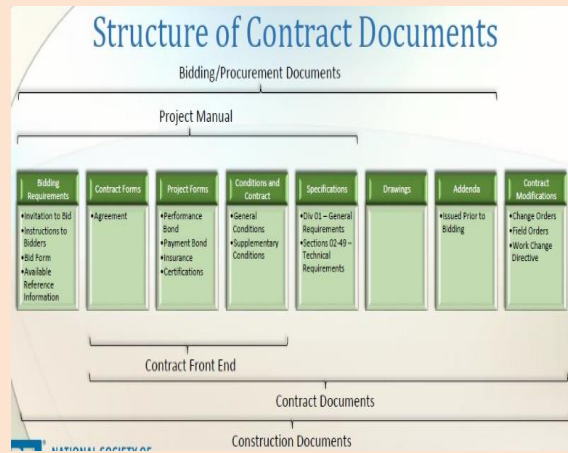 Structure of Contract Documents
Bidding/Procurement Documents
Project Manual
Bidding
Requirements
•Invitation to Bid
•Instructions to
Bidders
•Bid Form
•Available
Reference
Information
Contract Forms
•Agreement
Project Forms
•Performance
Bond
•Payment Bond
•Insurance
•Certifications
Conditions and
Contract
•General
Conditions
•Supplementary
Conditions
Specifications
•Div 01 – General
Requirements
•Sections 02-49 –
Technical
Requirements
Drawings
Addenda
•Issued Prior to
Bidding
Contract
Modifications
•Change Orders
•Field Orders
•Work Change
Directive
Contract Front End
Contract Documents
Construction Documents
NATIONAL SOCIETY OF